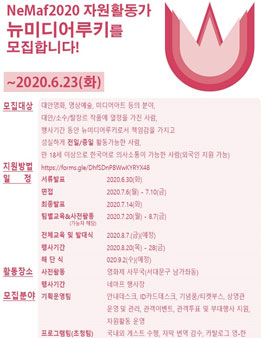 NeMaf2020 자원활동가
뉴미디어루키를
모집합니다!
~2020.6.23(화)
모집대상 대안영화, 영상예술, 미디어아트 등의 분야,
대안/소수/탈장르 작품에 열정을 가진 사람,
행사기간 동안 뉴미디어루키로서 책임감을 가지고
성실하게 전일/종일 활동가능한 사람,
만 18세 이상으로 한국어로 의사소통이 가능한 사람(외국인 지원 가능)
지원방법 https://forms.gle/DhfSDnPBWwKYRYX48
일 정 서류발표 2020.6.30(화)
면접 2020.7.6(월) - 7.10(금)
최종발표 2020.7.14(화)
팀별교육&사전활동 2020.7.20(월) - 8.7(금)
(가능자 해당)
전체교육 및 발대식 2020.8.7.(금)(예정)
행사기간 2020.8.20(목) - 28(금)
해 단 식 020.9.2(수)(예정)
활동장소 사전활동 영화제 사무국(서대문구 남가좌동)
행사기간 네마프 행사장
모집분야 기획운영팀 안내데스크, ID카드데스크, 기념품/티켓부스, 상영관
운영 및 관리, 관객이벤트, 관객투표 및 부대행사 지원,
자원활동 운영
프로그램팀(초청팀) 국내외 게스트 수행, 자막 번역 감수, 카탈로그 영-한